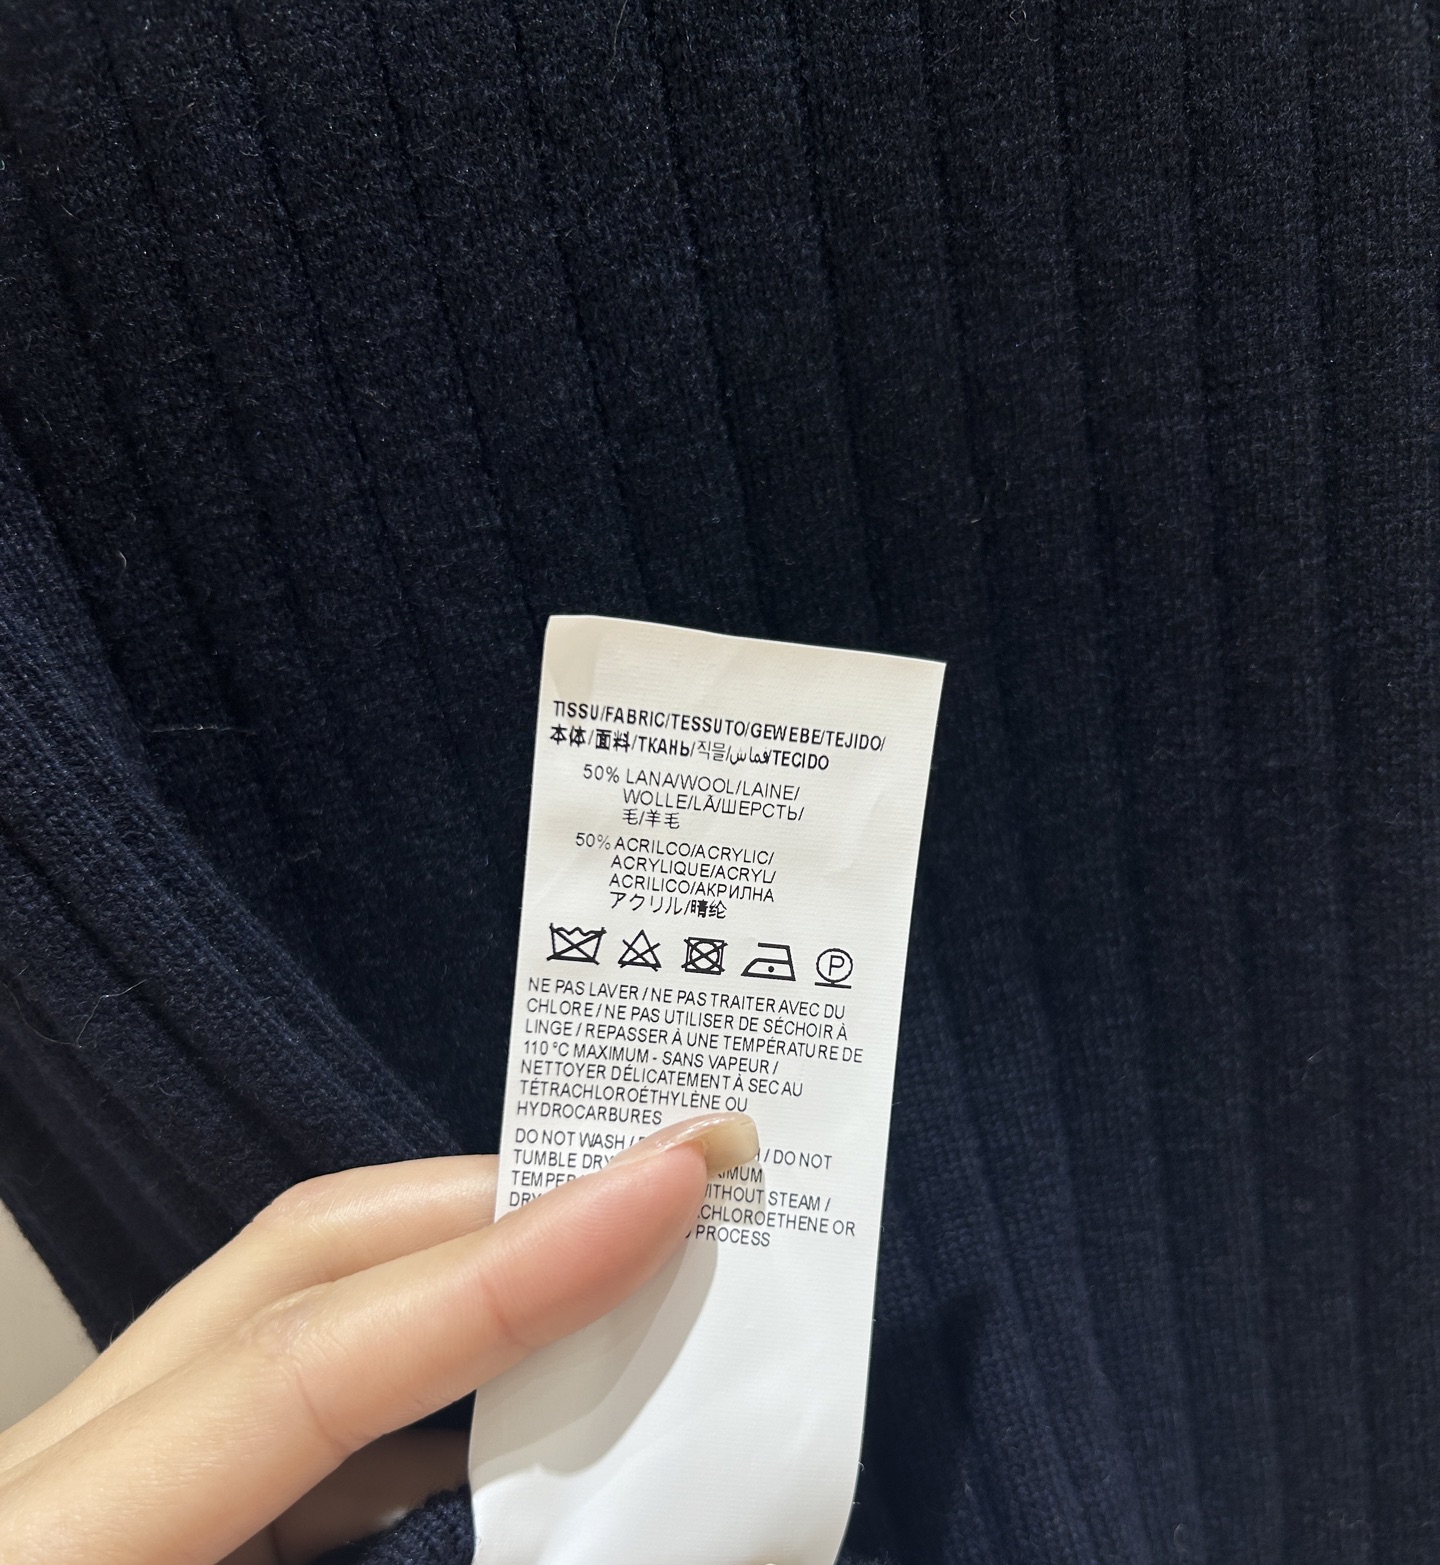 TISSU/FABRIC/TESSUTO/GEWEBE/TEJIDO/
本体/面料/ТКАНЬ/직물/قماش/TECIDO
50% LANA/WOOL/LAINE/
WOLLE/LÃ/ШЕРСТЬ/
毛/羊毛
50% ACRILCO/ACRYLIC/
ACRYLIQUE/ACRYL/
ACRILICO/АКРИЛНА
アクリル/晴纶
P
NE PAS LAVER / NE PAS TRAITER AVEC DU
CHLORE / NE PAS UTILISER DE SÉCHOIR À
LINGE / REPASSER À UNE TEMPÉRATURE DE
110 °C MAXIMUM - SANS VAPEUR /
NETTOYER DÉLICATEMENT À SEC AU
TÉTRACHLOROÉTHYLÈNE OU
HYDROCARBURES
DO NOT WASH / / DO NOT
TUMBLE DRY
WITHOUT STEAM /
DRY OR
PROCESS